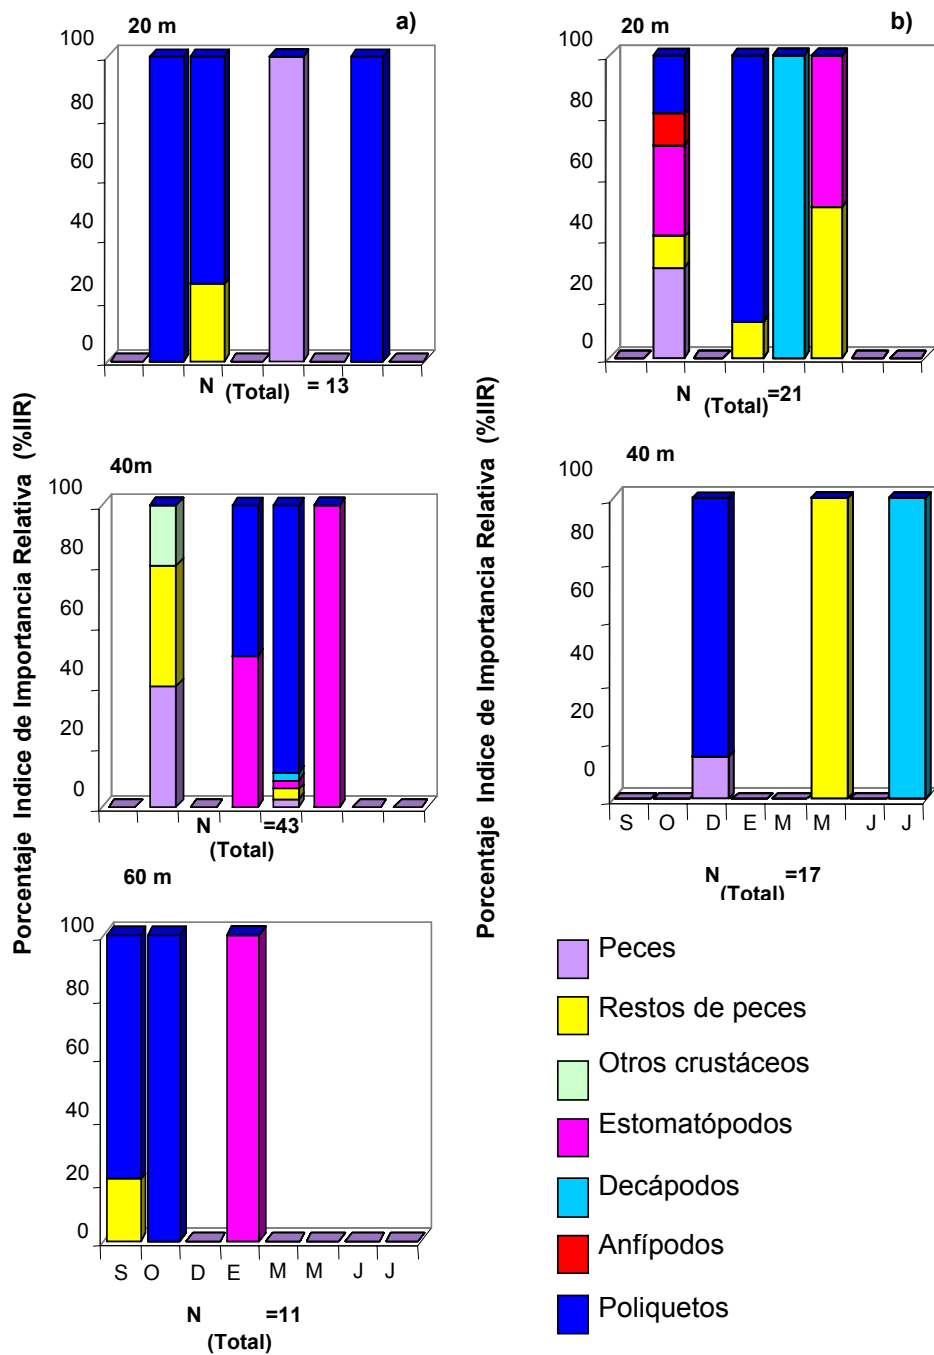 20 m
a)
100
80
60
40
20
0
N (Total) = 13
Porcentaje Indice de Importancia Relativa (%IIR)
40m
100
80
60
40
20
0
N (Total) =43
60 m
100
80
60
40
20
0
S O D E M M J J
N (Total) =11
20 m
b)
100
80
60
40
20
0
N (Total) =21
Porcentaje Indice de Importancia Relativa (%IIR)
40 m
100
80
60
40
20
0
S O D E M M J J
N (Total) =17
Peces
Restos de peces
Otros crustáceos
Estomatópodos
Decápodos
Anfípodos
Poliquetos